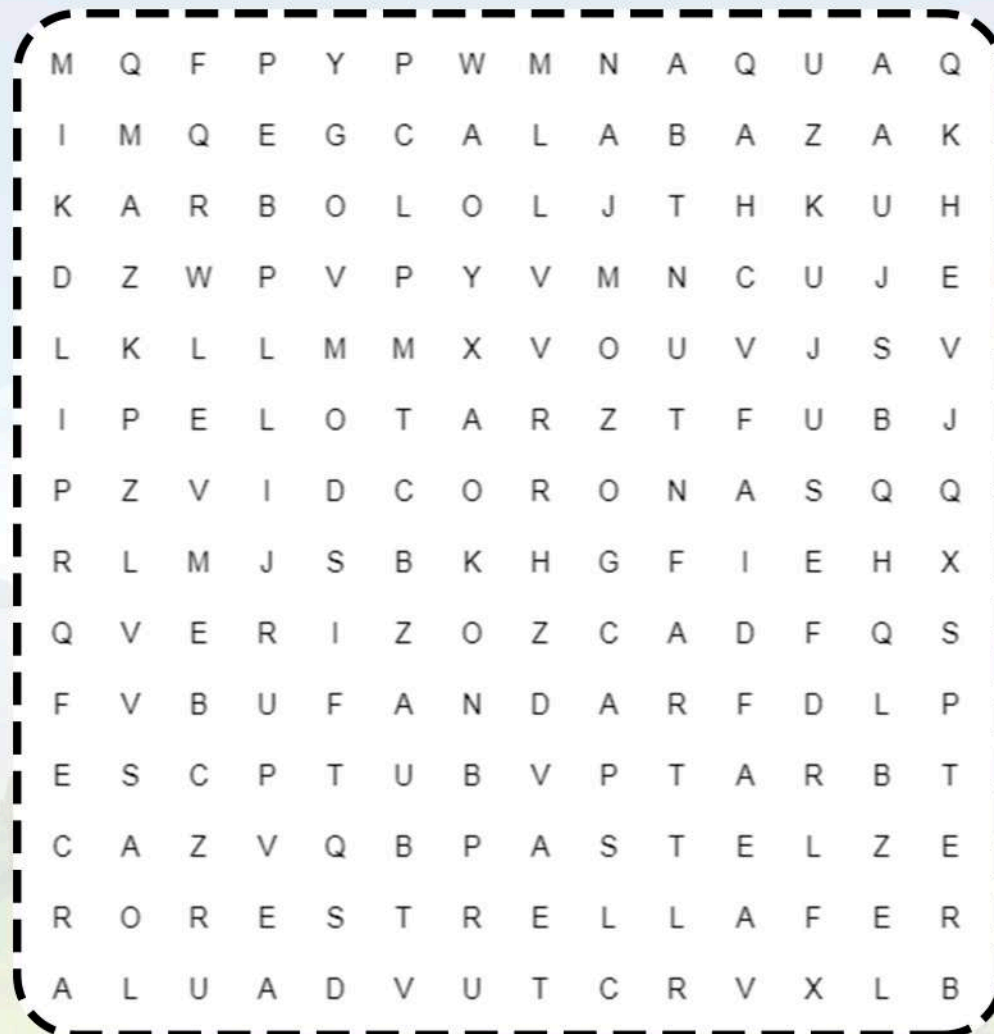 M Q F P Y P W M N A Q U A Q
I M Q E G C A L A B A Z A K
K A R B O L O L J T H K U H
D Z W P V P Y V M N C U J E
L K L L M M X V O U V J S V
I P E L O T A R Z T F U B J
P Z V I D C O R O N A S Q Q
R L M J S B K H G F I E H X
Q V E R I Z O Z C A D F Q S
F V B U F A N D A R F D L P
E S C P T U B V P T A R B T
C A Z V Q B P A S T E L Z E
R O R E S T R E L L A F E R
A L U A D V U T C R V X L B